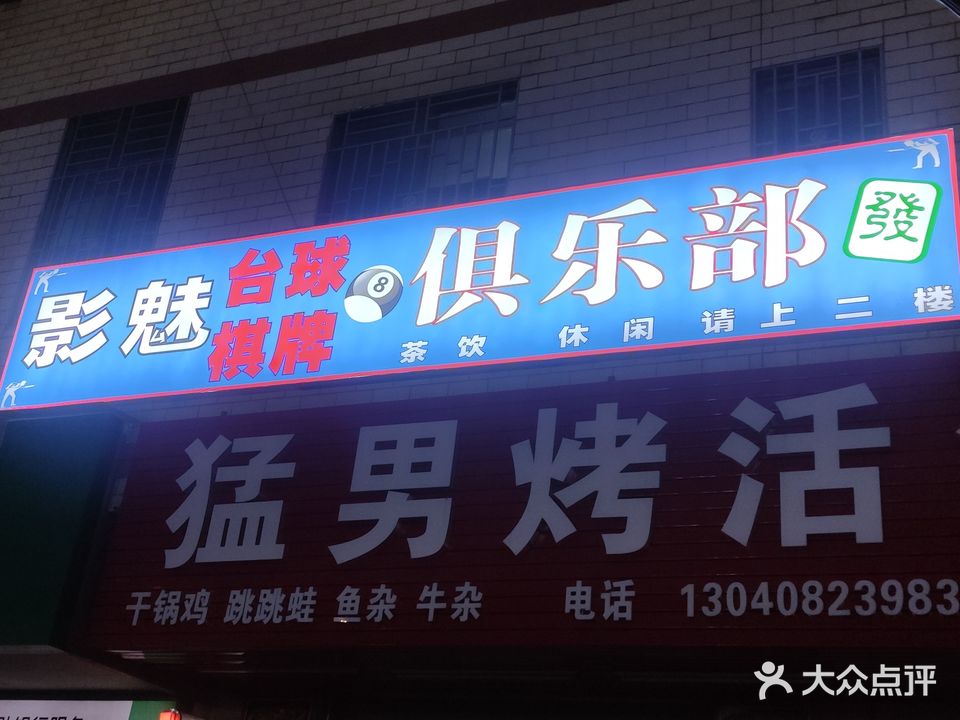 影魅 台球 棋牌 8 俱乐部 發
茶饮 休闲 请上二楼
猛男烤活
干锅鸡 跳跳蛙 鱼杂 牛杂 电话 13040823983
大众点评